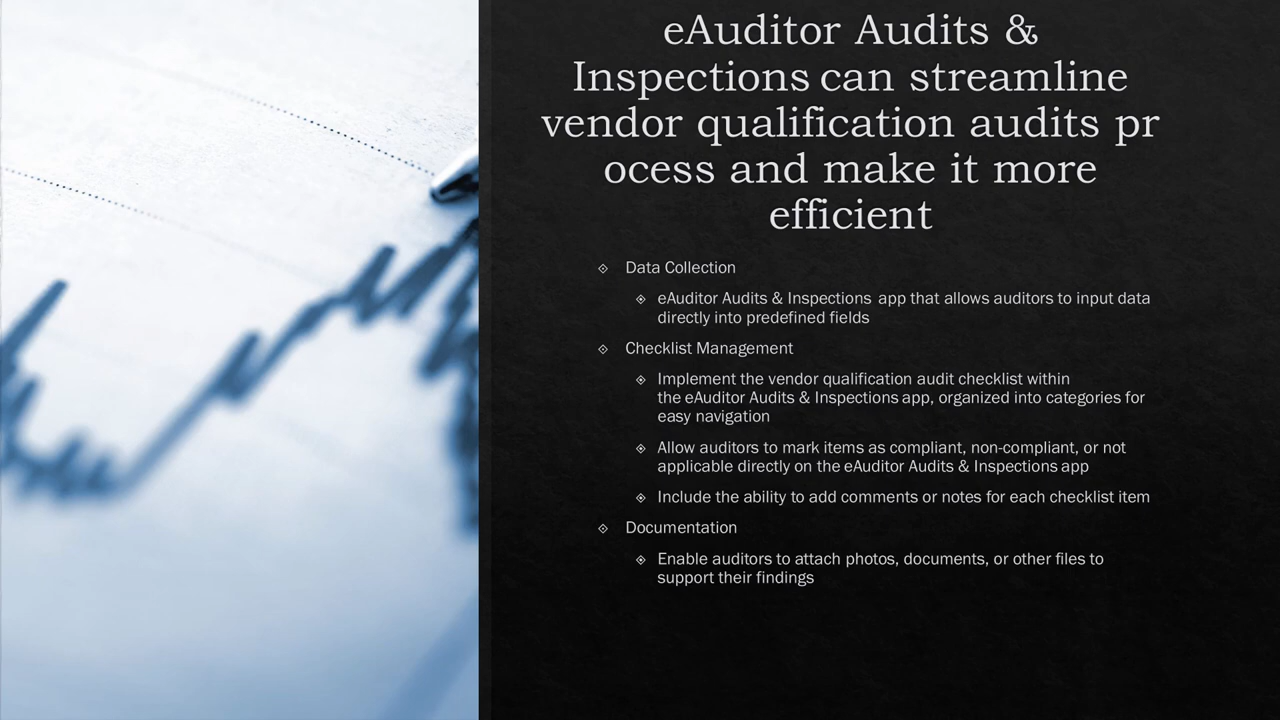 eAuditor Audits &
Inspections can streamline
vendor qualification audits pr
ocess and make it more
efficient
Data Collection
eAuditor Audits & Inspections app that allows auditors to input data
directly into predefined fields
Checklist Management
Implement the vendor qualification audit checklist within
the eAuditor Audits & Inspections app, organized into categories for
easy navigation
Allow auditors to mark items as compliant, non-compliant, or not
applicable directly on the eAuditor Audits & Inspections app
Include the ability to add comments or notes for each checklist item
Documentation
Enable auditors to attach photos, documents, or other files to
support their findings